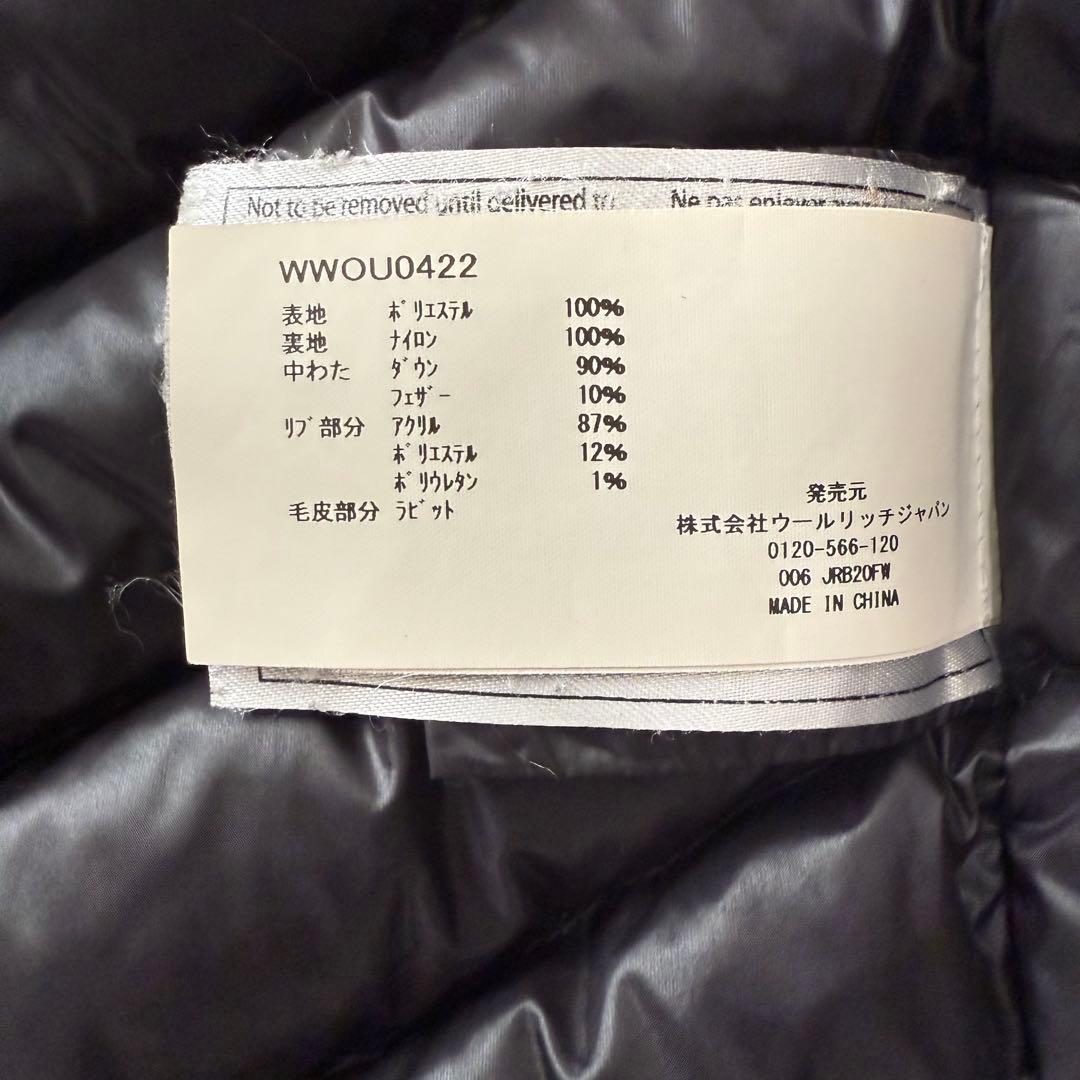 Not to be removed until delivered to
Ne pas enlever avant
WWOU0422
表地 ポリエステル 100%
裏地 ナイロン 100%
中わた ダウン 90%
フェザー 10%
リブ部分 アクリル 87%
ポリエステル 12%
ポリウレタン 1%
毛皮部分 ラビット
発売元
株式会社ウールリッチジャパン
0120-566-120
006 JRB20FW
MADE IN CHINA